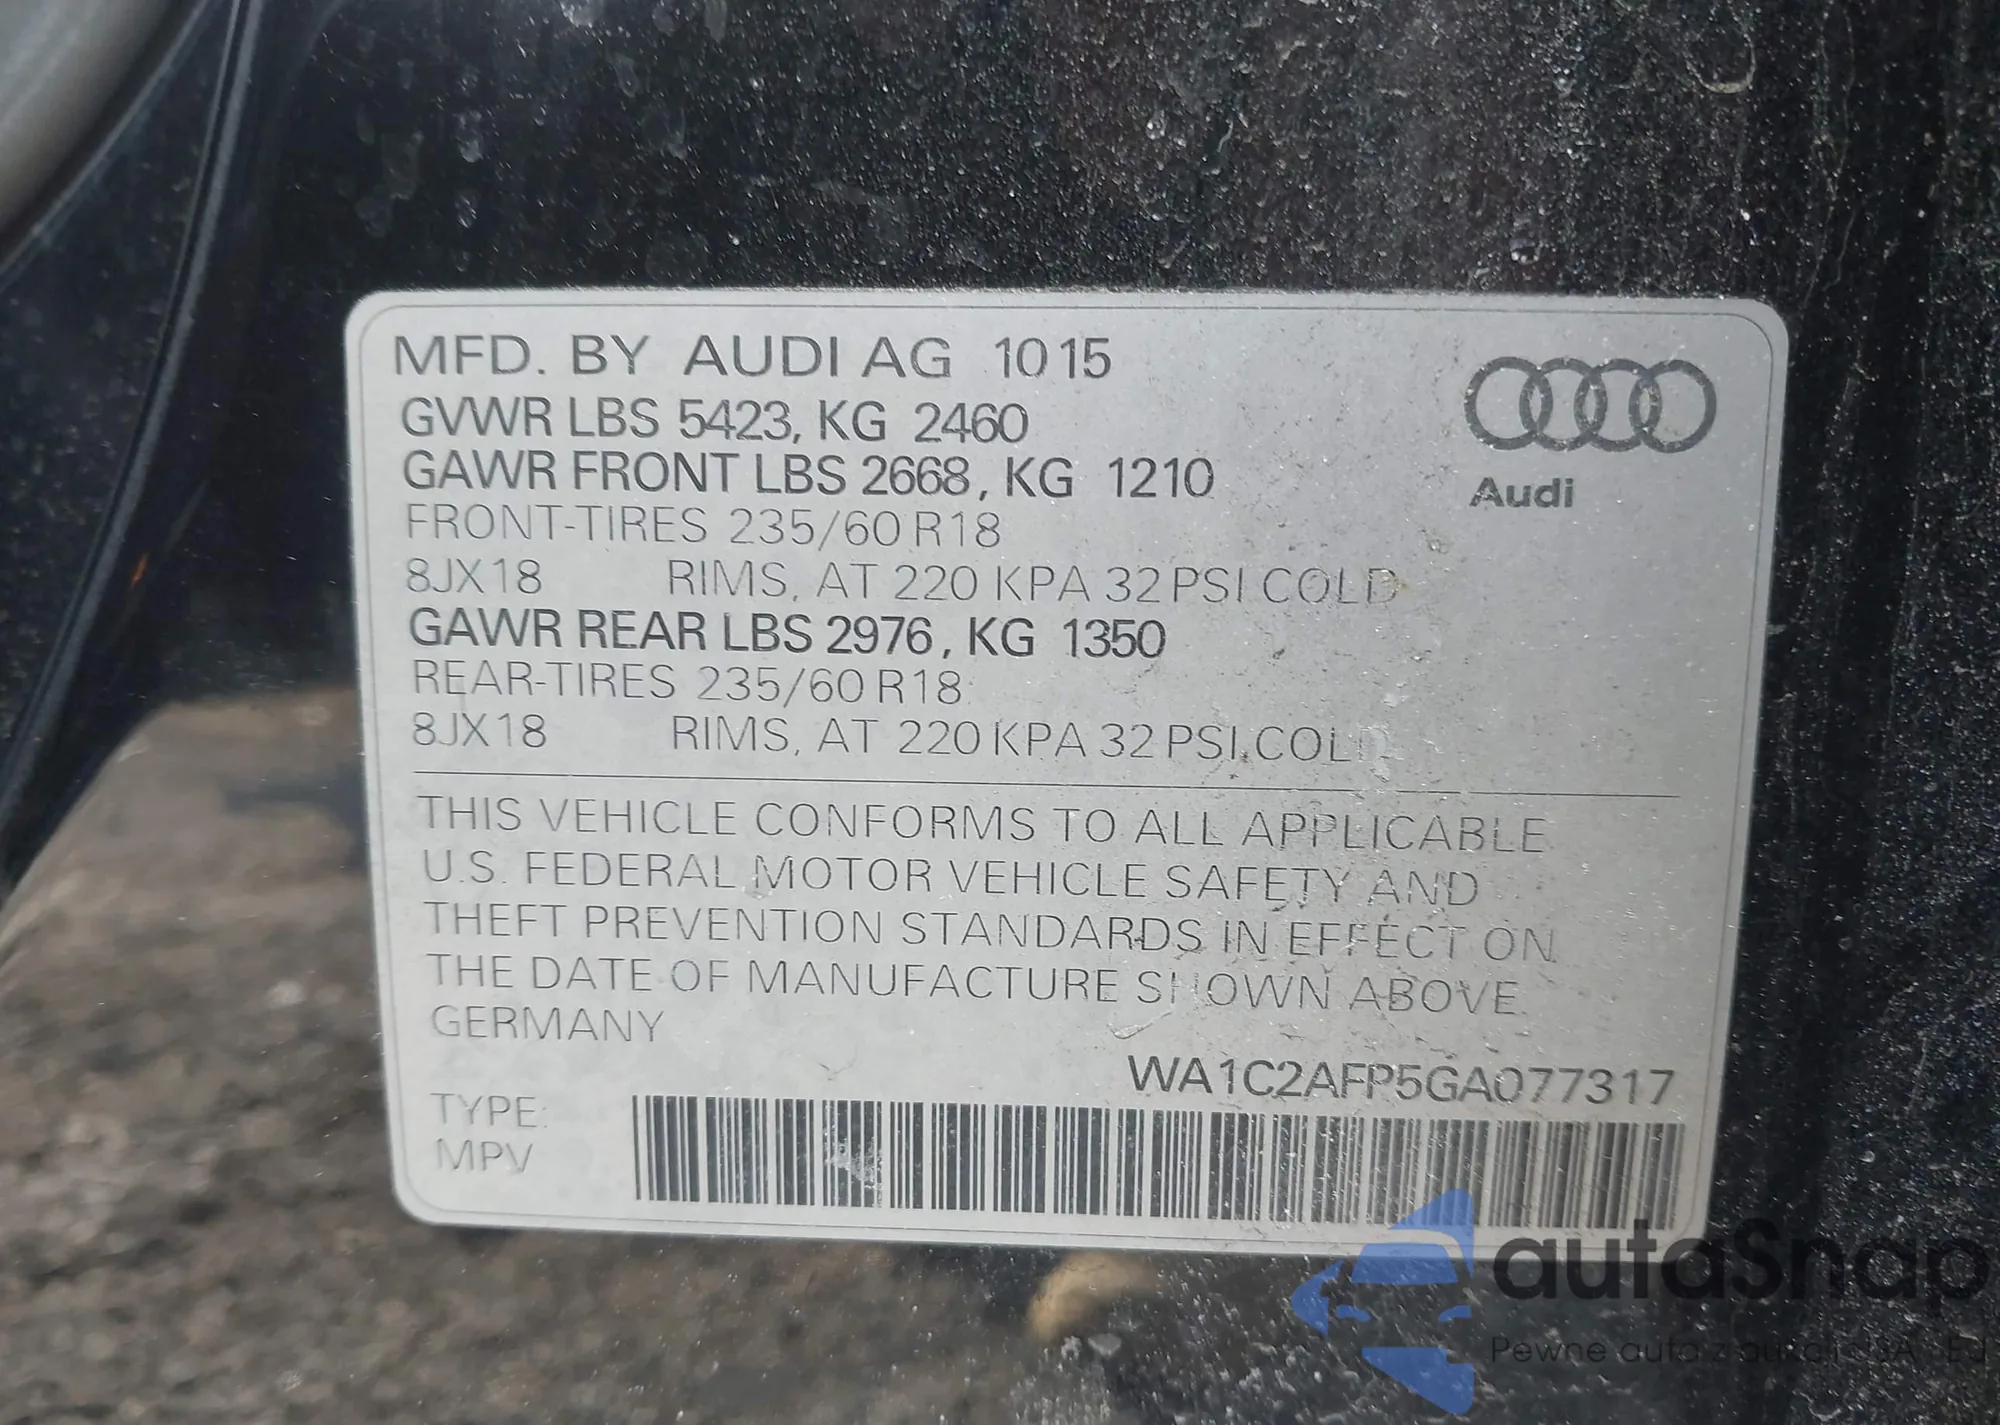 MFD. BY AUDI AG 10 15
GVWR LBS 5423, KG 2460
GAWR FRONT LBS 2668, KG 1210
FRONT-TIRES 235/60 R18
8JX18 RIMS, AT 220 KPA 32 PSI COLD
GAWR REAR LBS 2976, KG 1350
REAR-TIRES 235/60 R18
8JX18 RIMS, AT 220 KPA 32 PSI, COLD
Audi
THIS VEHICLE CONFORMS TO ALL APPLICABLE
U.S. FEDERAL MOTOR VEHICLE SAFETY AND
THEFT PREVENTION STANDARDS IN EFFECT ON
THE DATE OF MANUFACTURE SHOWN ABOVE.
GERMANY
WA1C2AFP5GA077317
TYPE:
MPV
autaSnap
Pewne auto z aukcji